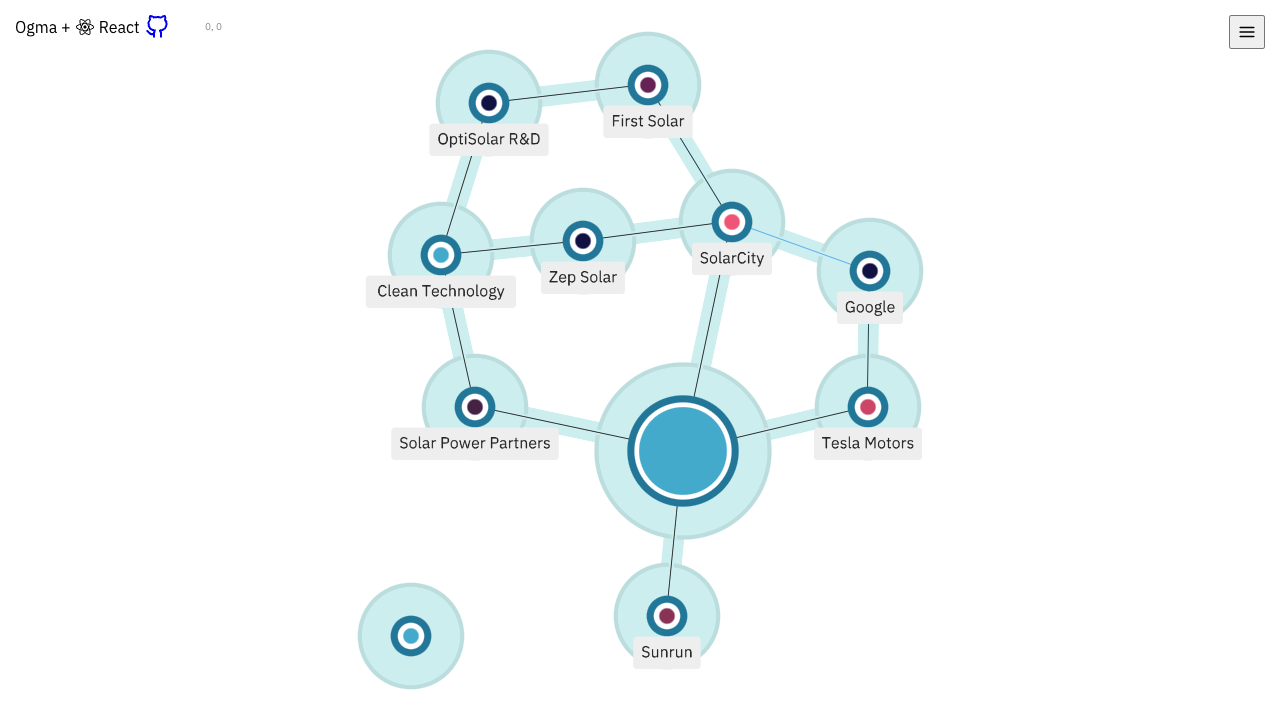 Ogma + React
0, 0
OptiSolar R&D
First Solar
Clean Technology
Zep Solar
SolarCity
Google
Solar Power Partners
Tesla Motors
Sunrun